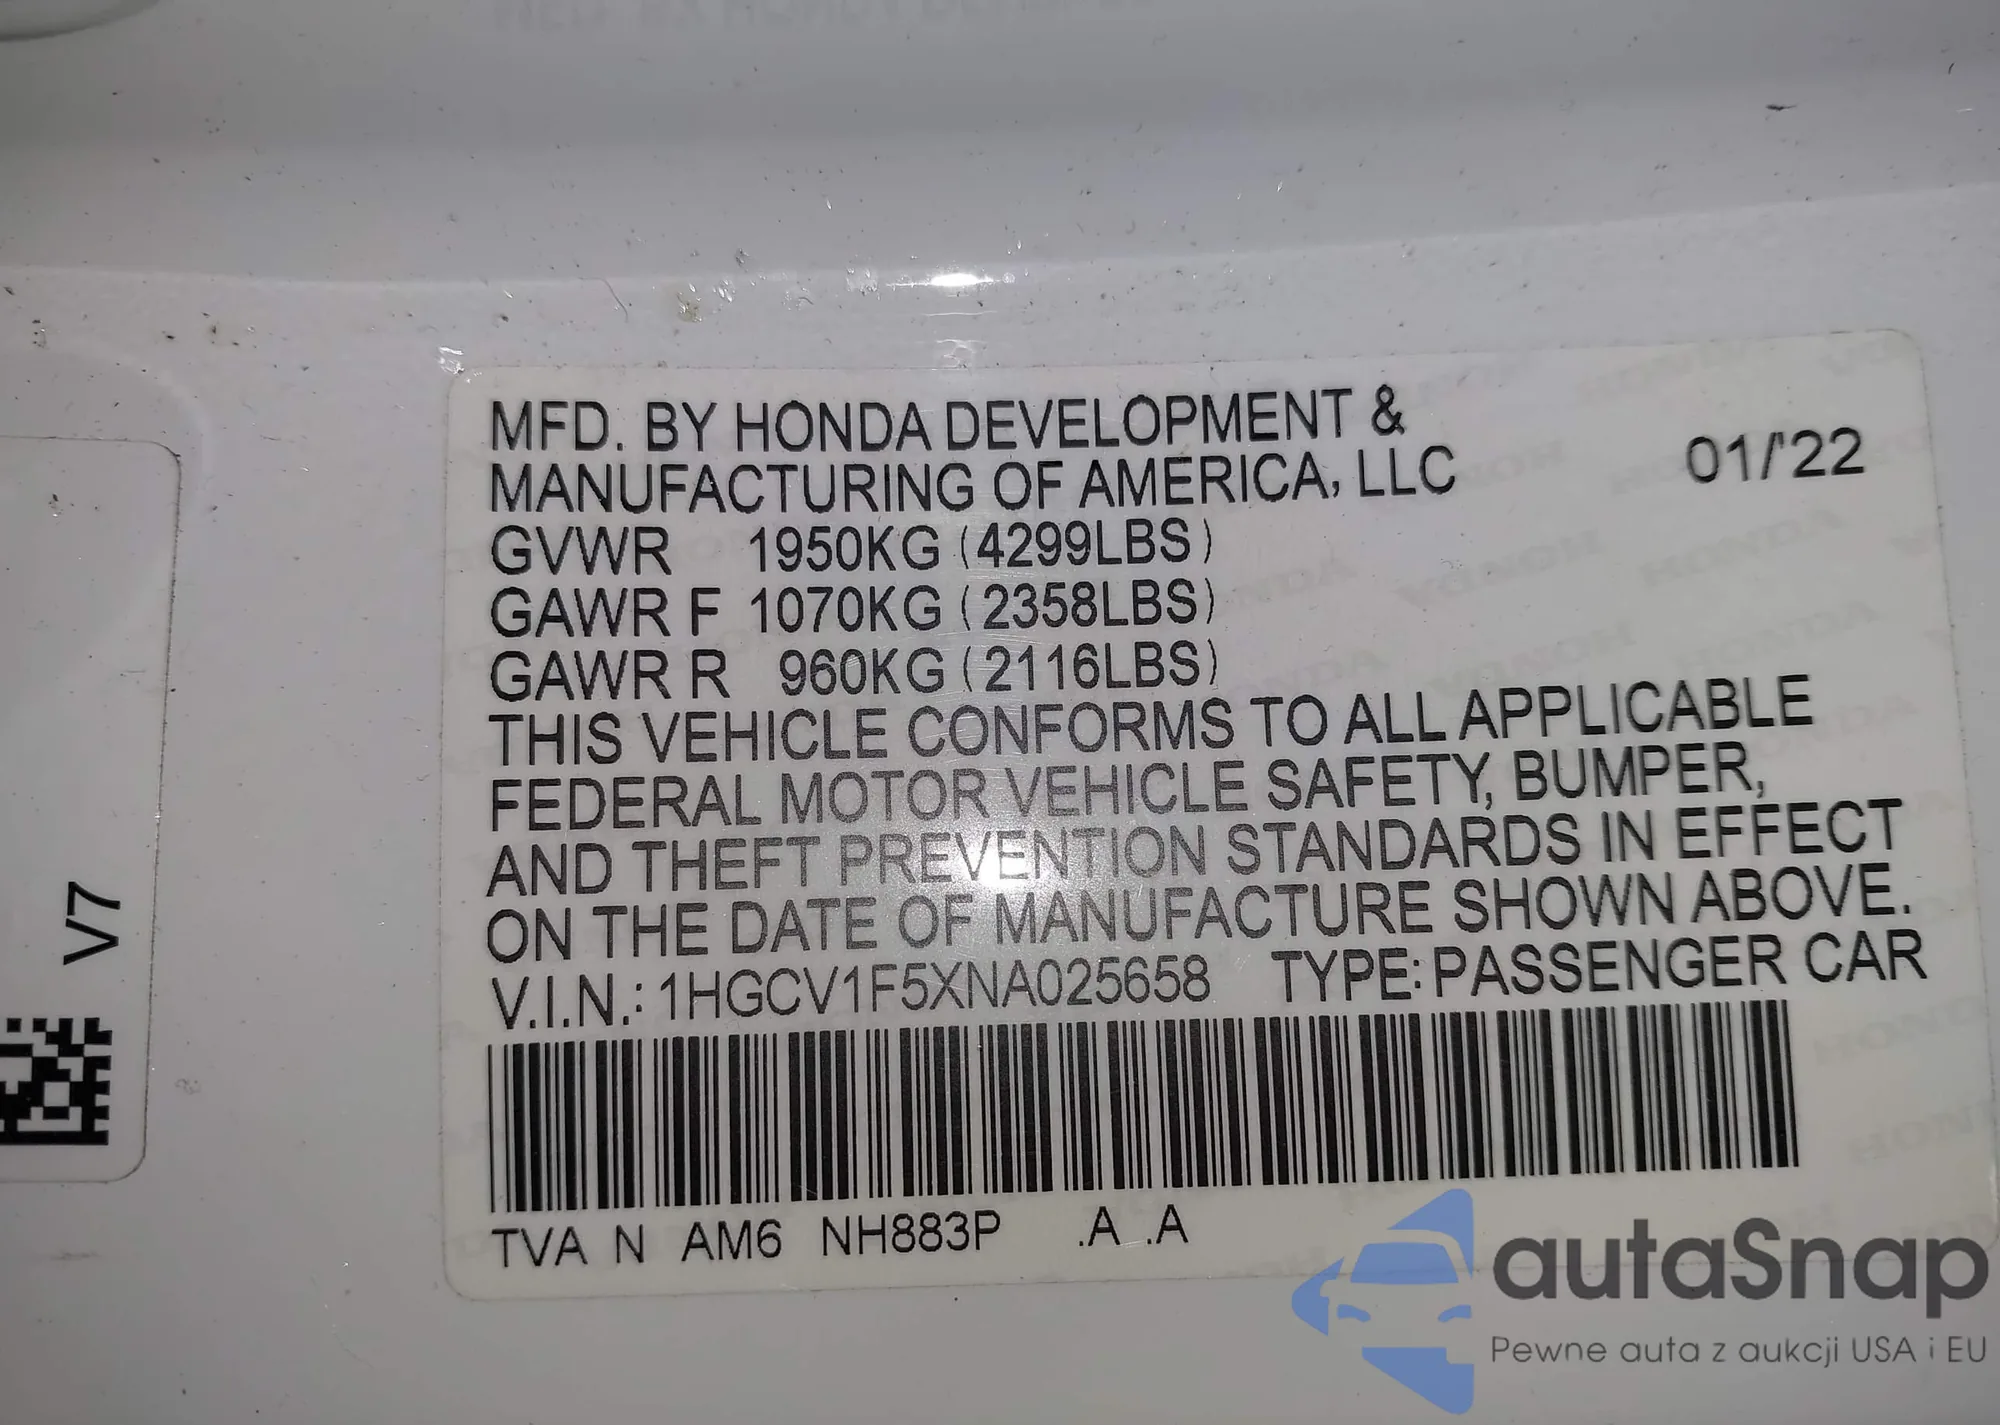 MFD. BY HONDA DEVELOPMENT &
MANUFACTURING OF AMERICA, LLC
01/'22
GVWR 1950KG (4299LBS)
GAWR F 1070KG (2358LBS)
GAWR R 960KG (2116LBS)
THIS VEHICLE CONFORMS TO ALL APPLICABLE
FEDERAL MOTOR VEHICLE SAFETY, BUMPER,
AND THEFT PREVENTION STANDARDS IN EFFECT
ON THE DATE OF MANUFACTURE SHOWN ABOVE.
V.I.N.: 1HGCV1F5XNA025658 TYPE: PASSENGER CAR
TVA N AM6 NH883P .A .A
V7
autaSnap
Pewne auta z aukcji USA i EU